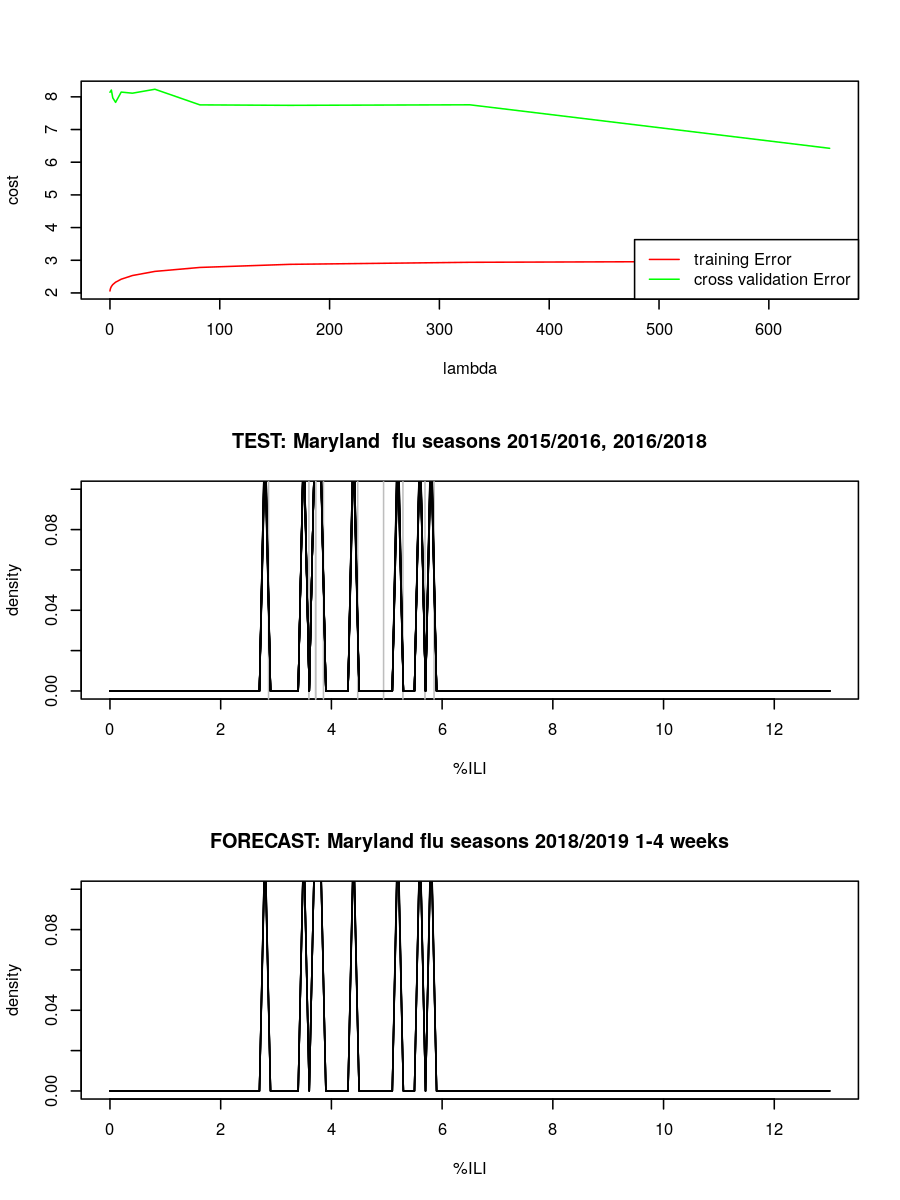 8
7
6
5
4
3
2
cost
training Error
cross validation Error
0 100 200 300 400 500 600
lambda
TEST: Maryland  flu seasons 2015/2016, 2016/2018
0.08
0.04
0.00
density
0 2 4 6 8 10 12
%ILI
FORECAST: Maryland flu seasons 2018/2019 1-4 weeks
0.08
0.04
0.00
density
0 2 4 6 8 10 12
%ILI